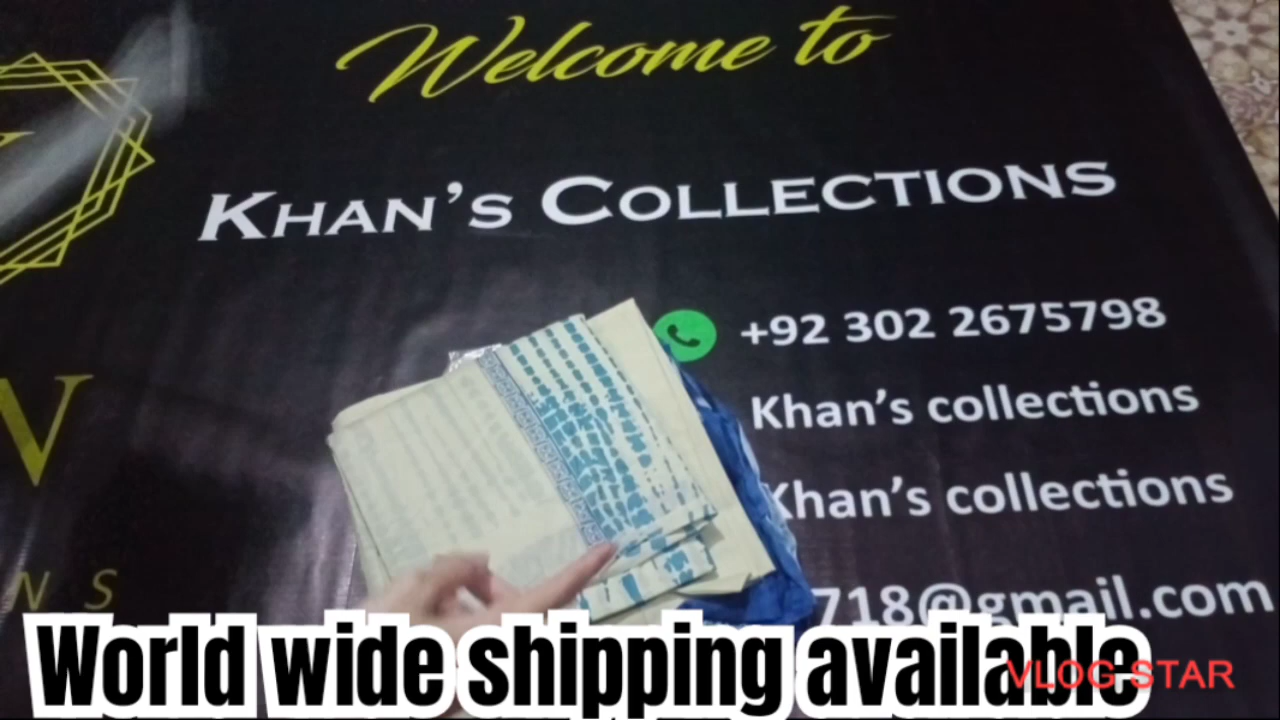 Welcome to
KHAN'S COLLECTIONS
+92 302 2675798
Khan's collections
Khan's collections
718@gmail.com
N S
World wide shipping available
VLOG STAR